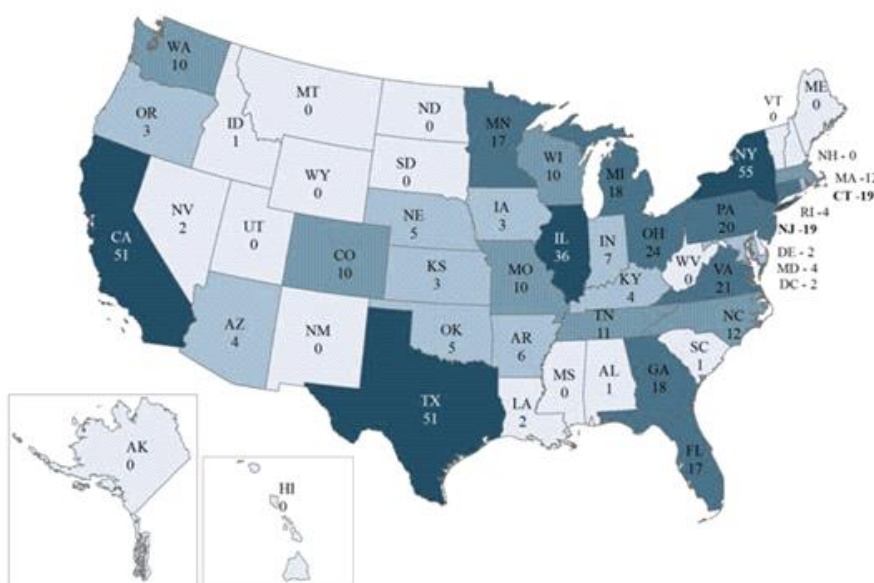 WA
10
OR
3
CA
51
ID
1
NV
2
MT
0
WY
0
UT
0
AZ
4
CO
10
NM
0
ND
0
SD
0
NE
5
KS
3
OK
5
TX
51
MN
17
IA
3
MO
10
AR
6
LA
2
WI
10
IL
36
MI
18
IN
7
OH
24
KY
4
TN
11
MS
0
AL
1
GA
18
FL
17
SC
1
NC
12
VA
21
WV
0
PA
20
NY
55
VT
0
ME
0
NH - 0
MA
CT -19
RI -4
NJ -19
DE - 2
MD - 4
DC - 2
AK
0
HI
0